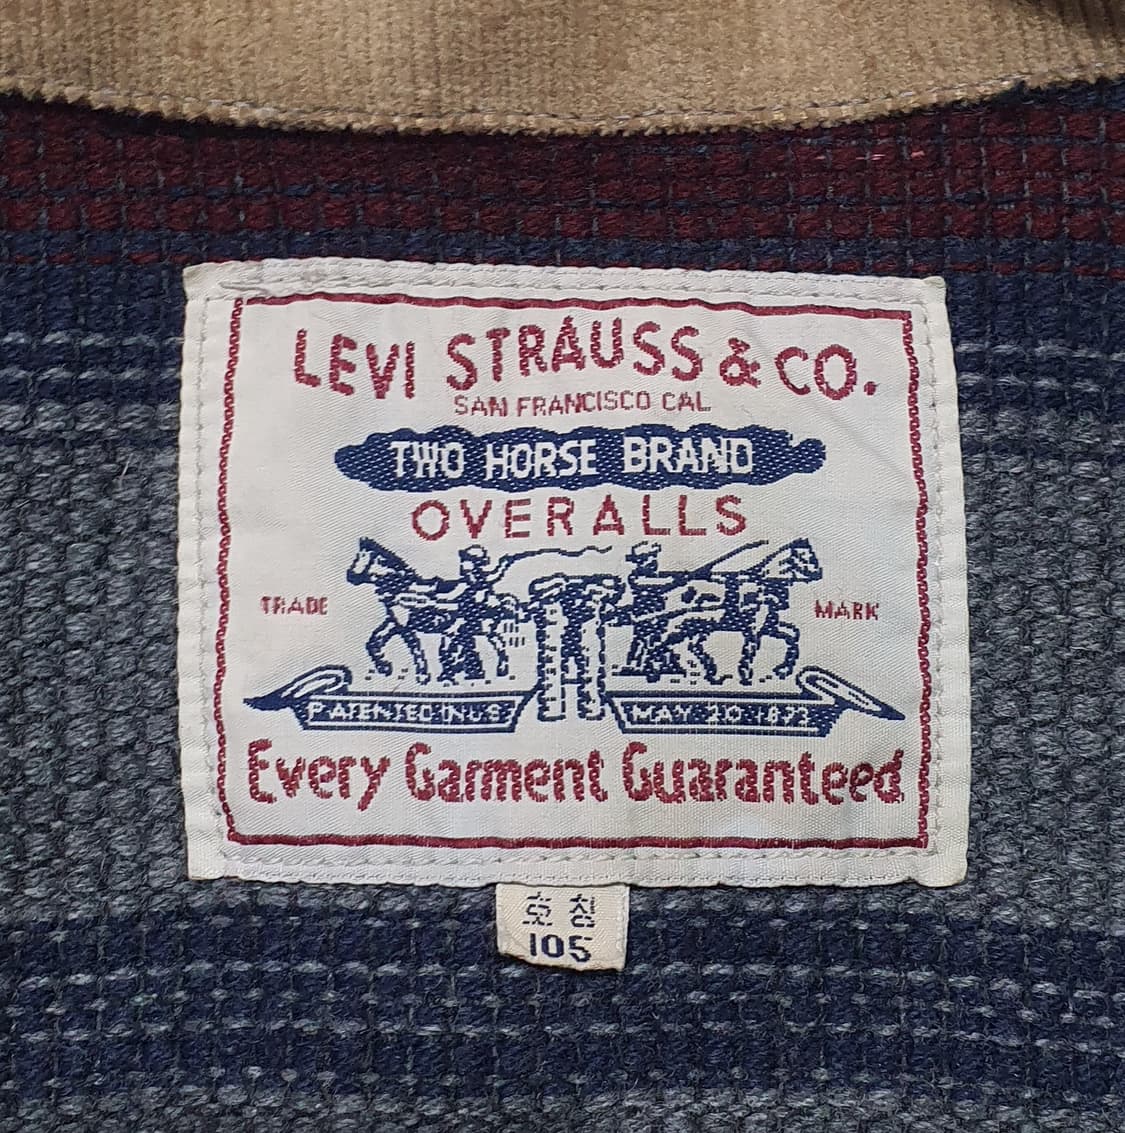 LEVI STRAUSS & CO.
SAN FRANCISCO CAL
TWO HORSE BRAND
OVERALLS
TRADE MARK
PATENTED IN U.S MAY 20 1873
Every Garment Guaranteed.
호칭
105